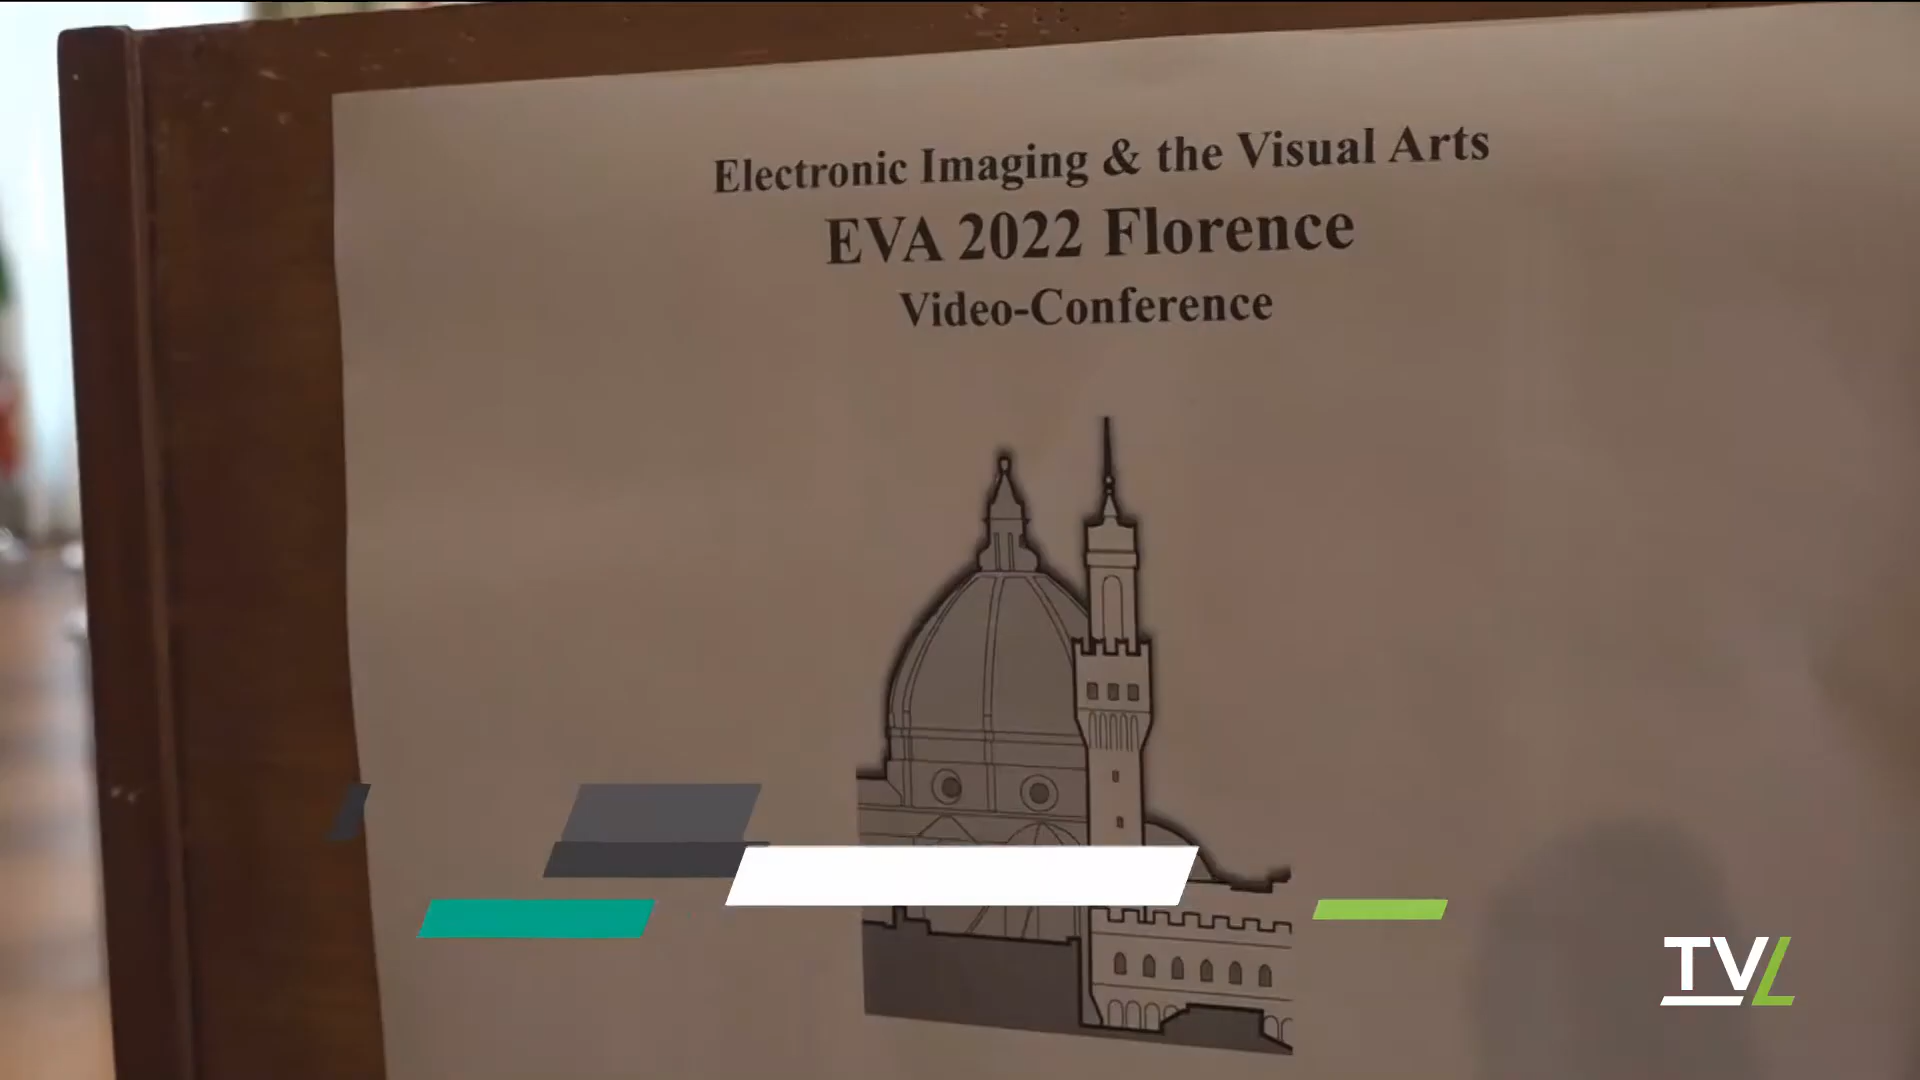 Electronic Imaging & the Visual Arts
EVA 2022 Florence
Video-Conference
TVL